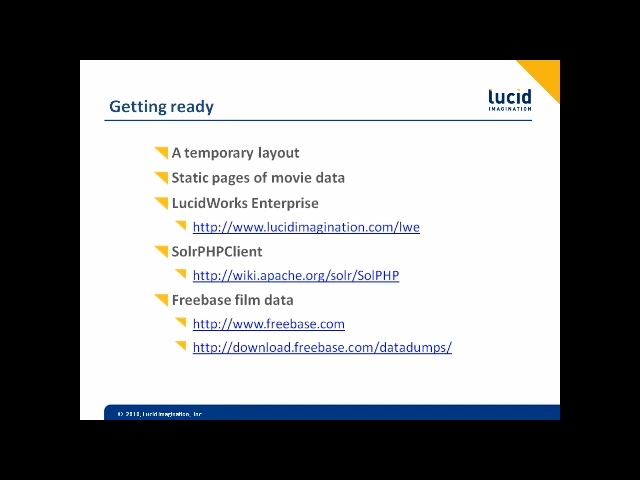 lucid
IMAGINATION
Getting ready
A temporary layout
Static pages of movie data
LucidWorks Enterprise
http://www.lucidimagination.com/lwe
SolrPHPClient
http://wiki.apache.org/solr/SolPHP
Freebase film data
http://www.freebase.com
http://download.freebase.com/datadumps/
© 2010, Lucid Imagination, Inc